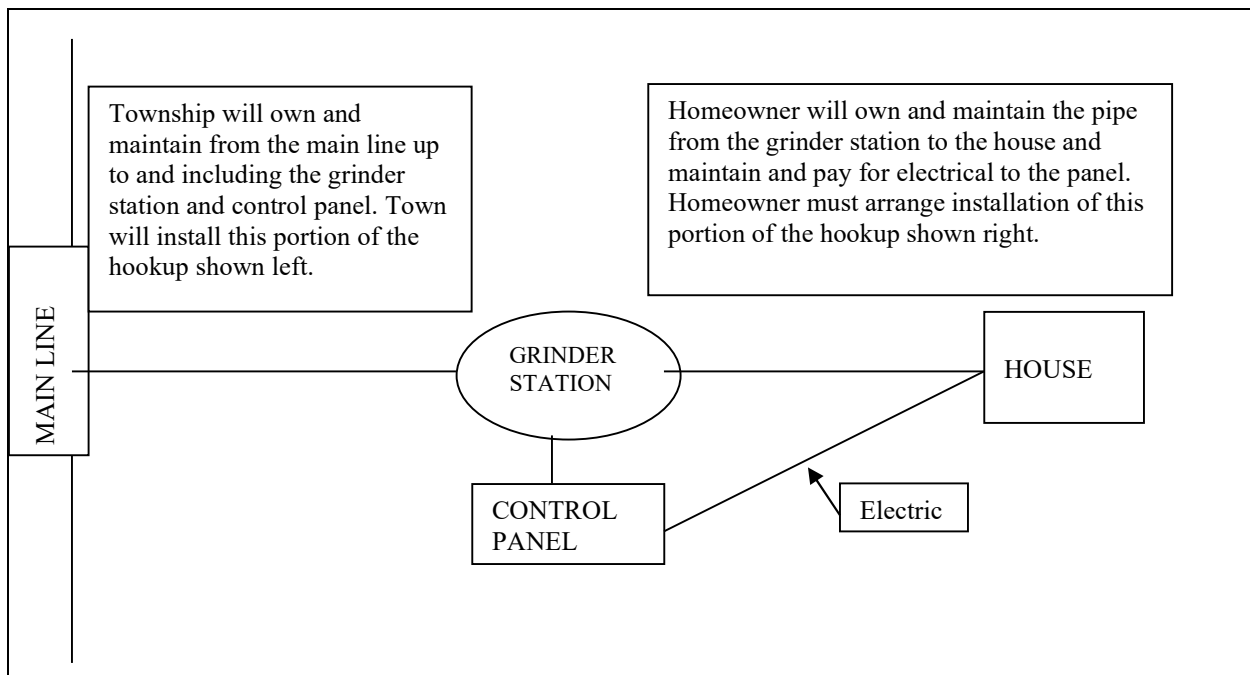 Township will own and
maintain from the main line up
to and including the grinder
station and control panel. Town
will install this portion of the
hookup shown left.
Homeowner will own and maintain the pipe
from the grinder station to the house and
maintain and pay for electrical to the panel.
Homeowner must arrange installation of this
portion of the hookup shown right.
MAIN LINE
GRINDER
STATION
HOUSE
CONTROL
PANEL
Electric